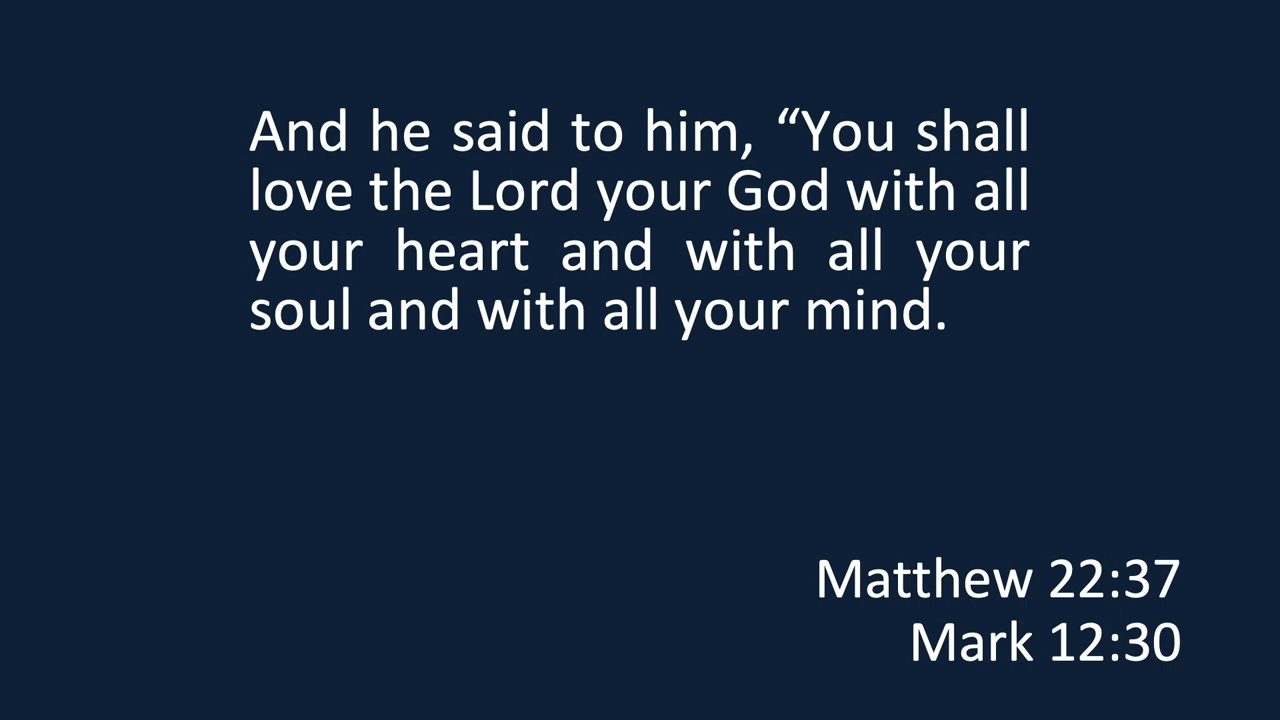 And he said to him, “You shall
love the Lord your God with all
your heart and with all your
soul and with all your mind.
Matthew 22:37
Mark 12:30